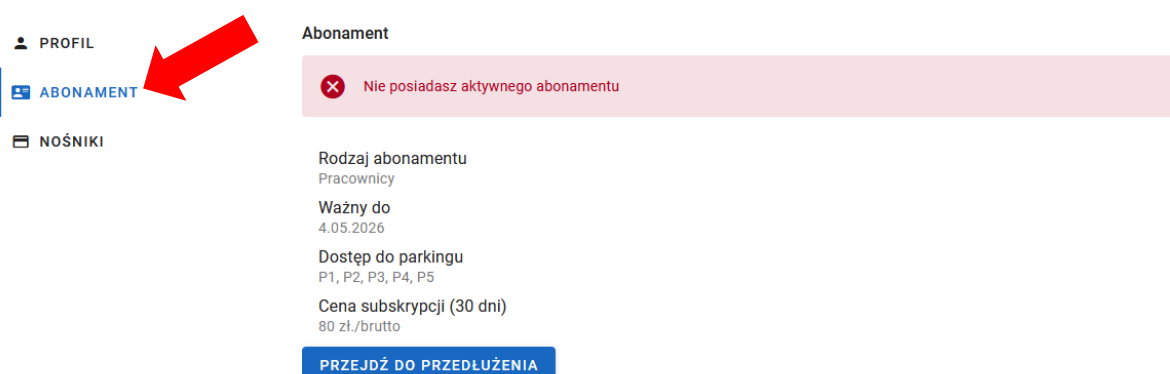 PROFIL
ABONAMENT
NOŚNIKI
Abonament
Nie posiadasz aktywnego abonamentu
Rodzaj abonamentu
Pracownicy
Ważny do
4.05.2026
Dostęp do parkingu
P1, P2, P3, P4, P5
Cena subskrypcji (30 dni)
80 zł./brutto
PRZEJDŹ DO PRZEDŁUŻENIA